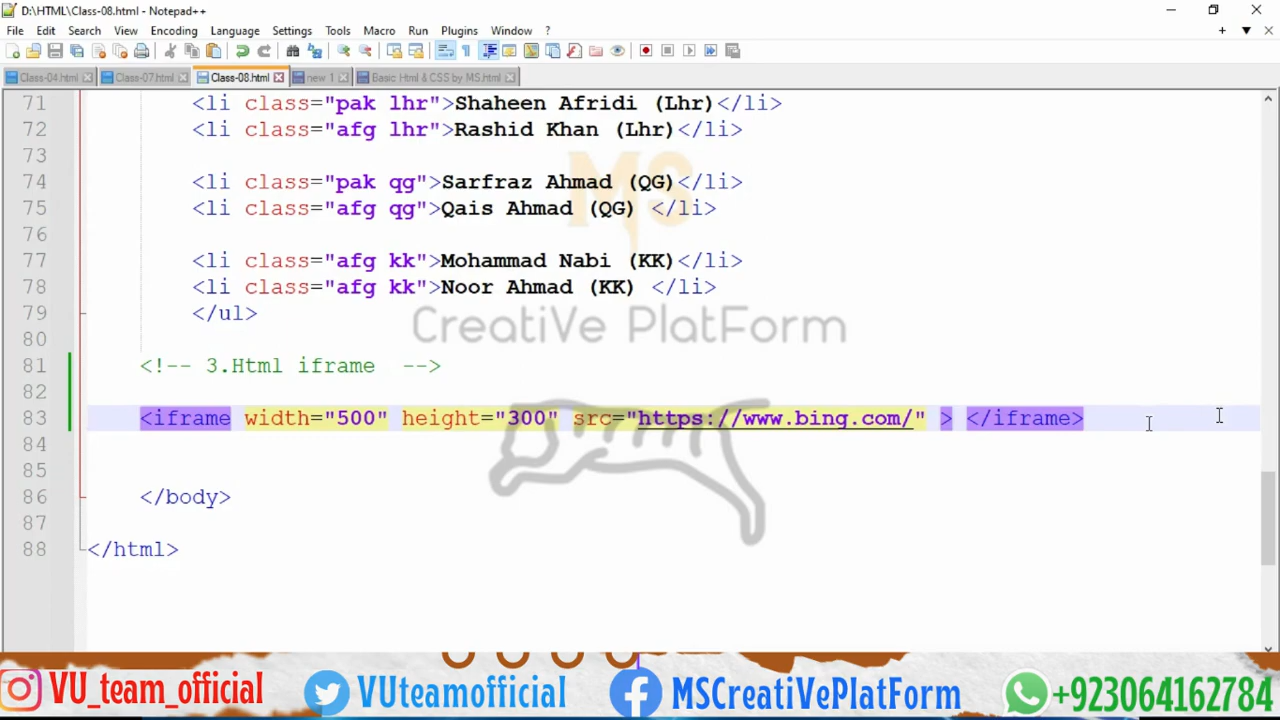 D:\HTML\Class-08.html - Notepad++
File Edit Search View Encoding Language Settings Tools Macro Run Plugins Window ?
Class-04.html Class-07.html Class-08.html new 1 Basic Html & CSS by MS.html
71 <li class="pak lhr">Shaheen Afridi (Lhr)</li>
72 <li class="afg lhr">Rashid Khan (Lhr)</li>
73
74 <li class="pak qg">Sarfraz Ahmad (QG)</li>
75 <li class="afg qg">Qais Ahmad (QG) </li>
76
77 <li class="afg kk">Mohammad Nabi (KK)</li>
78 <li class="afg kk">Noor Ahmad (KK) </li>
79 </ul>
80
81 <!-- 3.Html iframe  -->
82
83 <iframe width="500" height="300" src="https://www.bing.com/" > </iframe>
84
85
86 </body>
87
88 </html>
MS
CreatiVe PlatForm
VU_team_official VUteamofficial MSCreatiVePlatForm +923064162784